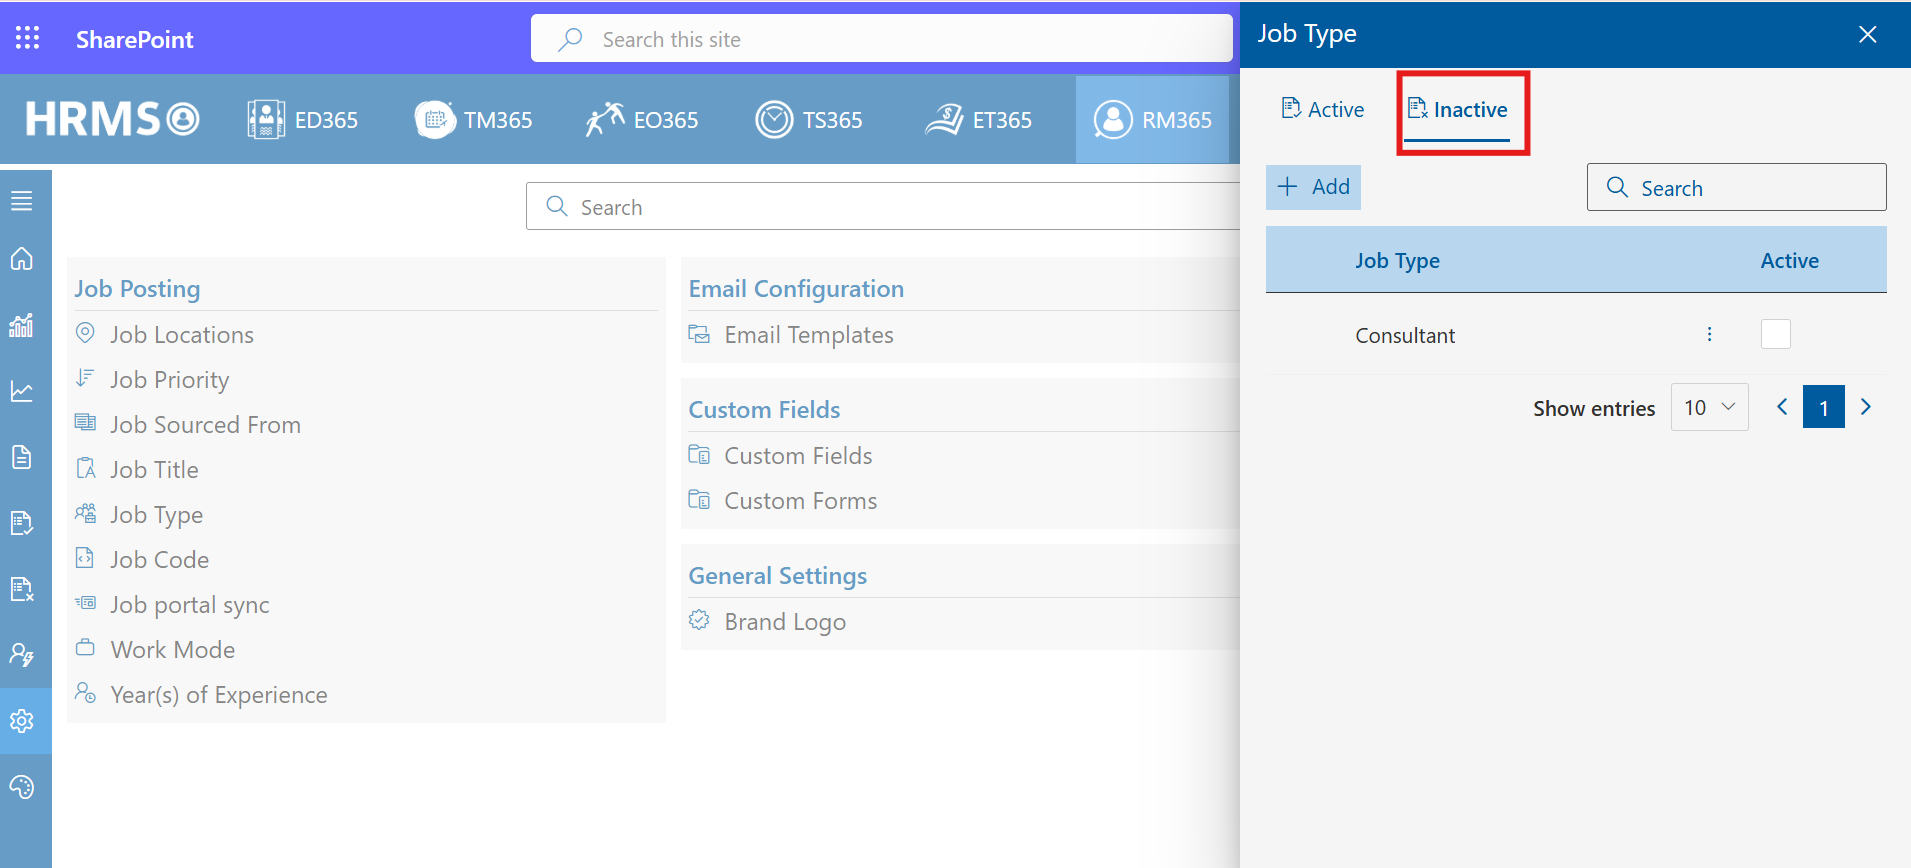 SharePoint
Search this site
HRMS
ED365
TM365
EO365
TS365
ET365
RM365
Search
Job Posting
Job Locations
Job Priority
Job Sourced From
Job Title
Job Type
Job Code
Job portal sync
Work Mode
Year(s) of Experience
Email Configuration
Email Templates
Custom Fields
Custom Fields
Custom Forms
General Settings
Brand Logo
Job Type
Active
Inactive
Add
Search
Job Type Active
Consultant
Show entries 10 1